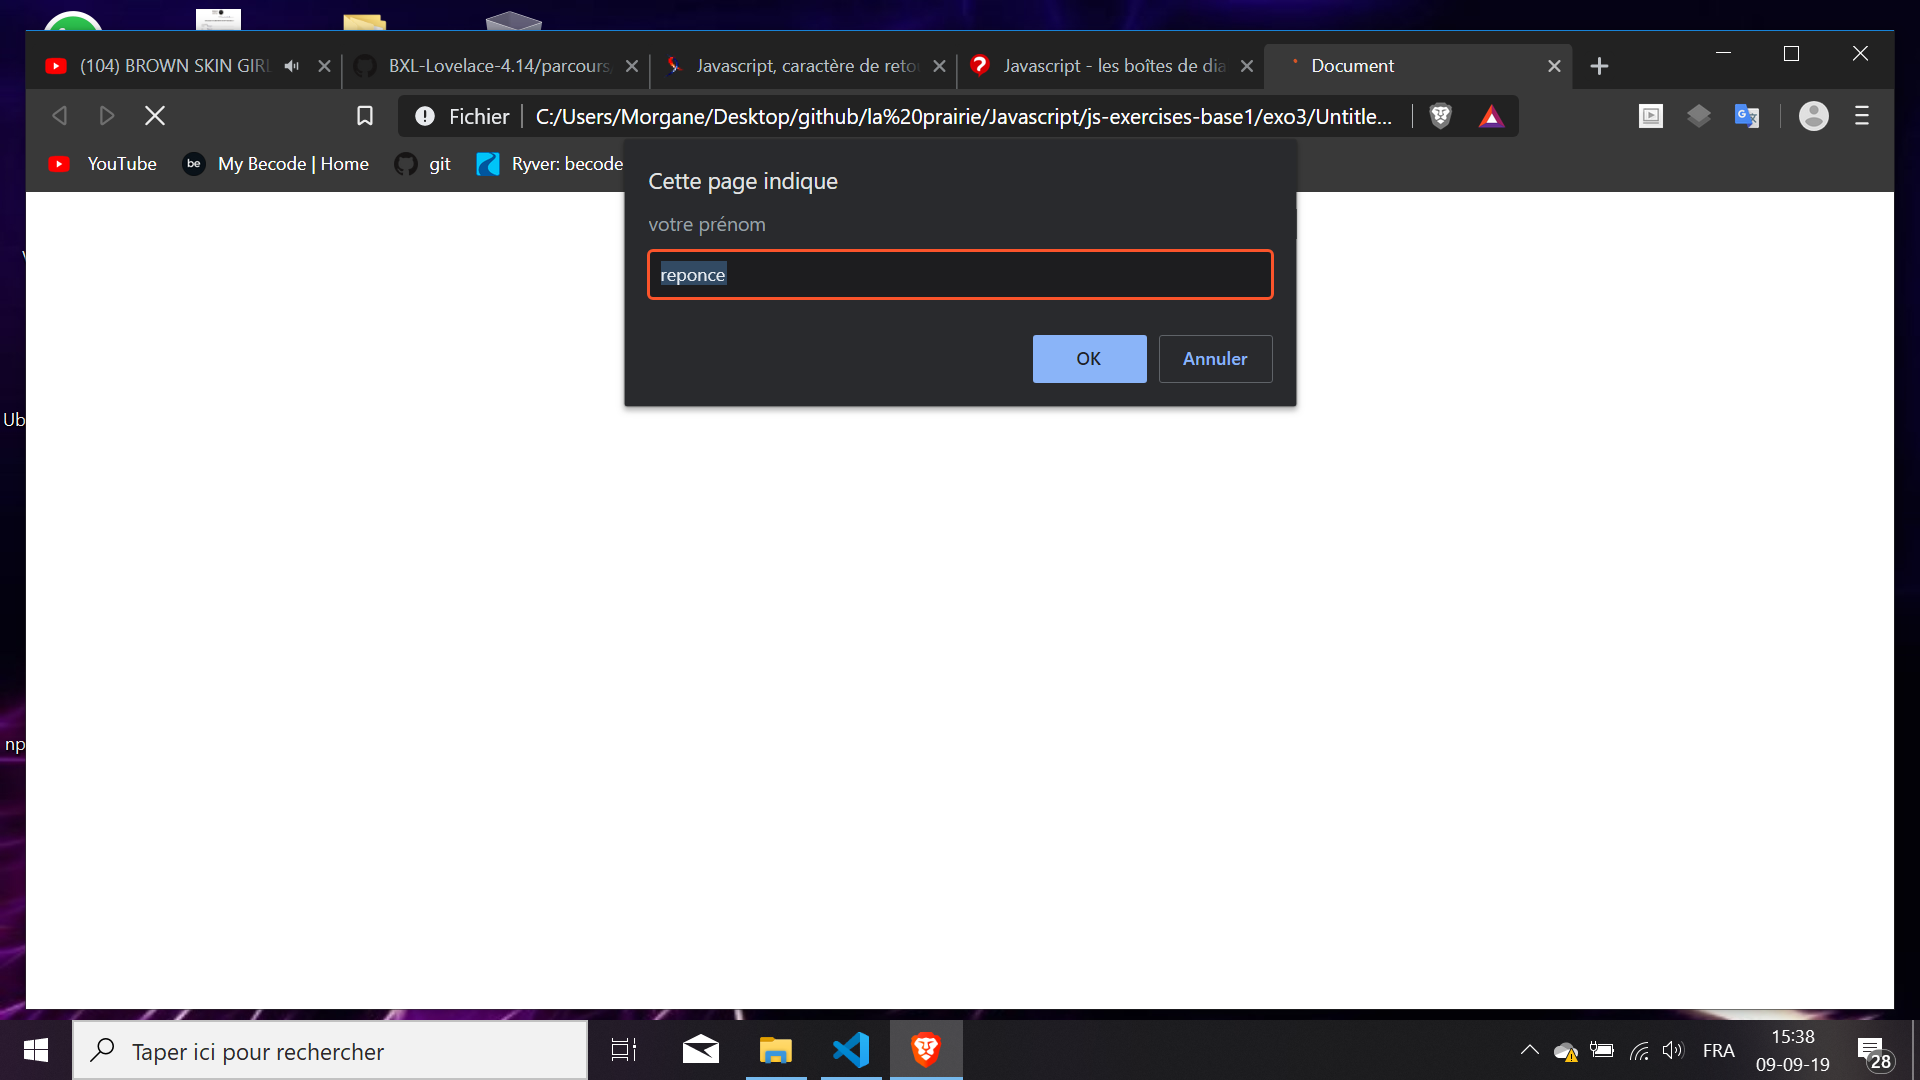 (104) BROWN SKIN GIRL
BXL-Lovelace-4.14/parcours
Javascript, caractère de reto
Javascript - les boîtes de dia
Document
Fichier
C:/Users/Morgane/Desktop/github/la%20prairie/Javascript/js-exercises-base1/exo3/Untitle...
YouTube
be
My Becode | Home
git
Ryver: becode
Cette page indique
votre prénom
reponce
OK
Annuler
Ub
np
Taper ici pour rechercher
FRA
15:38
09-09-19
28